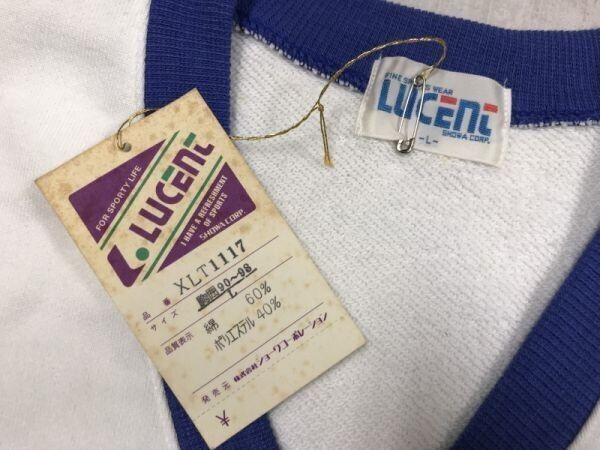 FOR SPORTY LIFE
LUCENT
I HAVE A REFRESHMENT
OF SPORTS
SHOWA CORP.
品番 XLT1117
サイズ 胸囲90~98
L
品質表示 綿 60%
ポリエステル 40%
発売元 株式会社ショーワコーポレーション
¥
FINE SPORTS WEAR
LUCENT
-L-
SHOWA CORP.